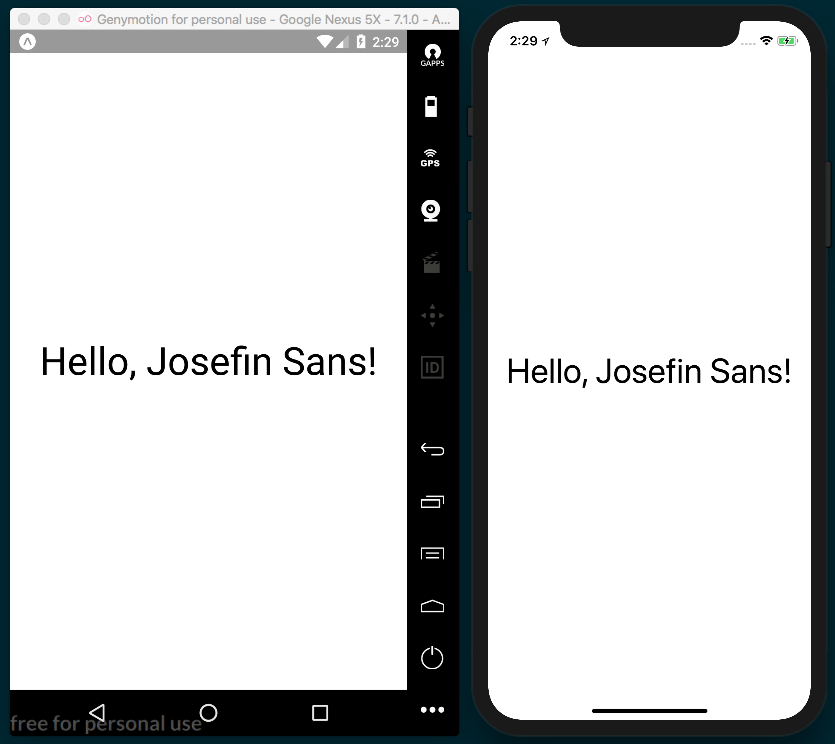 Genymotion for personal use - Google Nexus 5X - 7.1.0 - A...
2:29
GAPPS
GPS
ID
Hello, Josefin Sans!
free for personal use
2:29
Hello, Josefin Sans!